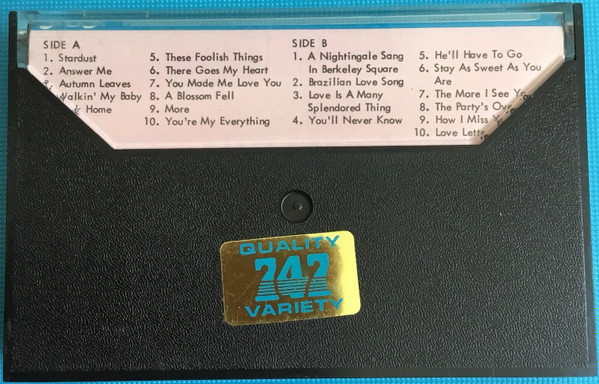 SIDE A
1. Stardust
2. Answer Me
Autumn Leaves
Walkin' My Baby
Home
5. These Foolish Things
6. There Goes My Heart
7. You Made Me Love You
8. A Blossom Fell
9. More
10. You're My Everything
SIDE B
1. A Nightingale Sang
In Berkeley Square
2. Brazilian Love Song
3. Love Is A Many
Splendored Thing
4. You'll Never Know
5. He'll Have To Go
6. Stay As Sweet As You
Are
7. The More I See
8. The Party's
9. How I Miss
10. Love
QUALITY
242
VARIETY